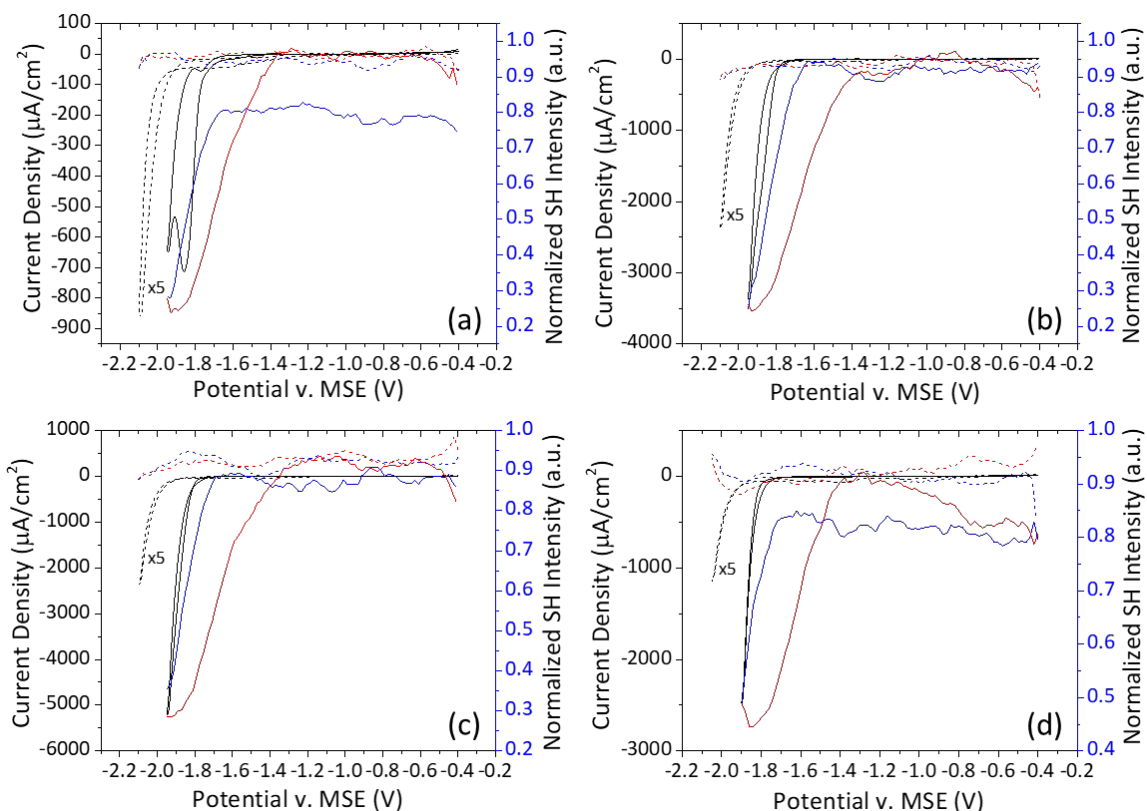 100
0
-100
-200
-300
-400
-500
-600
-700
-800
-900
Current Density (µA/cm²)
1.0
0.9
0.8
0.7
0.6
0.5
0.4
0.3
0.2
Normalized SH Intensity (a.u.)
x5
(a)
-2.2 -2.0 -1.8 -1.6 -1.4 -1.2 -1.0 -0.8 -0.6 -0.4 -0.2
Potential v. MSE (V)
0
-1000
-2000
-3000
-4000
Current Density (µA/cm²)
1.0
0.9
0.8
0.7
0.6
0.5
0.4
0.3
0.2
Normalized SH Intensity (a.u.)
x5
(b)
-2.2 -2.0 -1.8 -1.6 -1.4 -1.2 -1.0 -0.8 -0.6 -0.4 -0.2
Potential v. MSE (V)
1000
0
-1000
-2000
-3000
-4000
-5000
-6000
Current Density (µA/cm²)
1.0
0.9
0.8
0.7
0.6
0.5
0.4
0.3
0.2
Normalized SH Intensity (a.u.)
x5
(c)
-2.2 -2.0 -1.8 -1.6 -1.4 -1.2 -1.0 -0.8 -0.6 -0.4 -0.2
Potential v. MSE (V)
0
-1000
-2000
-3000
Current Density (µA/cm²)
1.0
0.9
0.8
0.7
0.6
0.5
0.4
Normalized SH Intensity (a.u.)
x5
(d)
-2.2 -2.0 -1.8 -1.6 -1.4 -1.2 -1.0 -0.8 -0.6 -0.4 -0.2
Potential v. MSE (V)